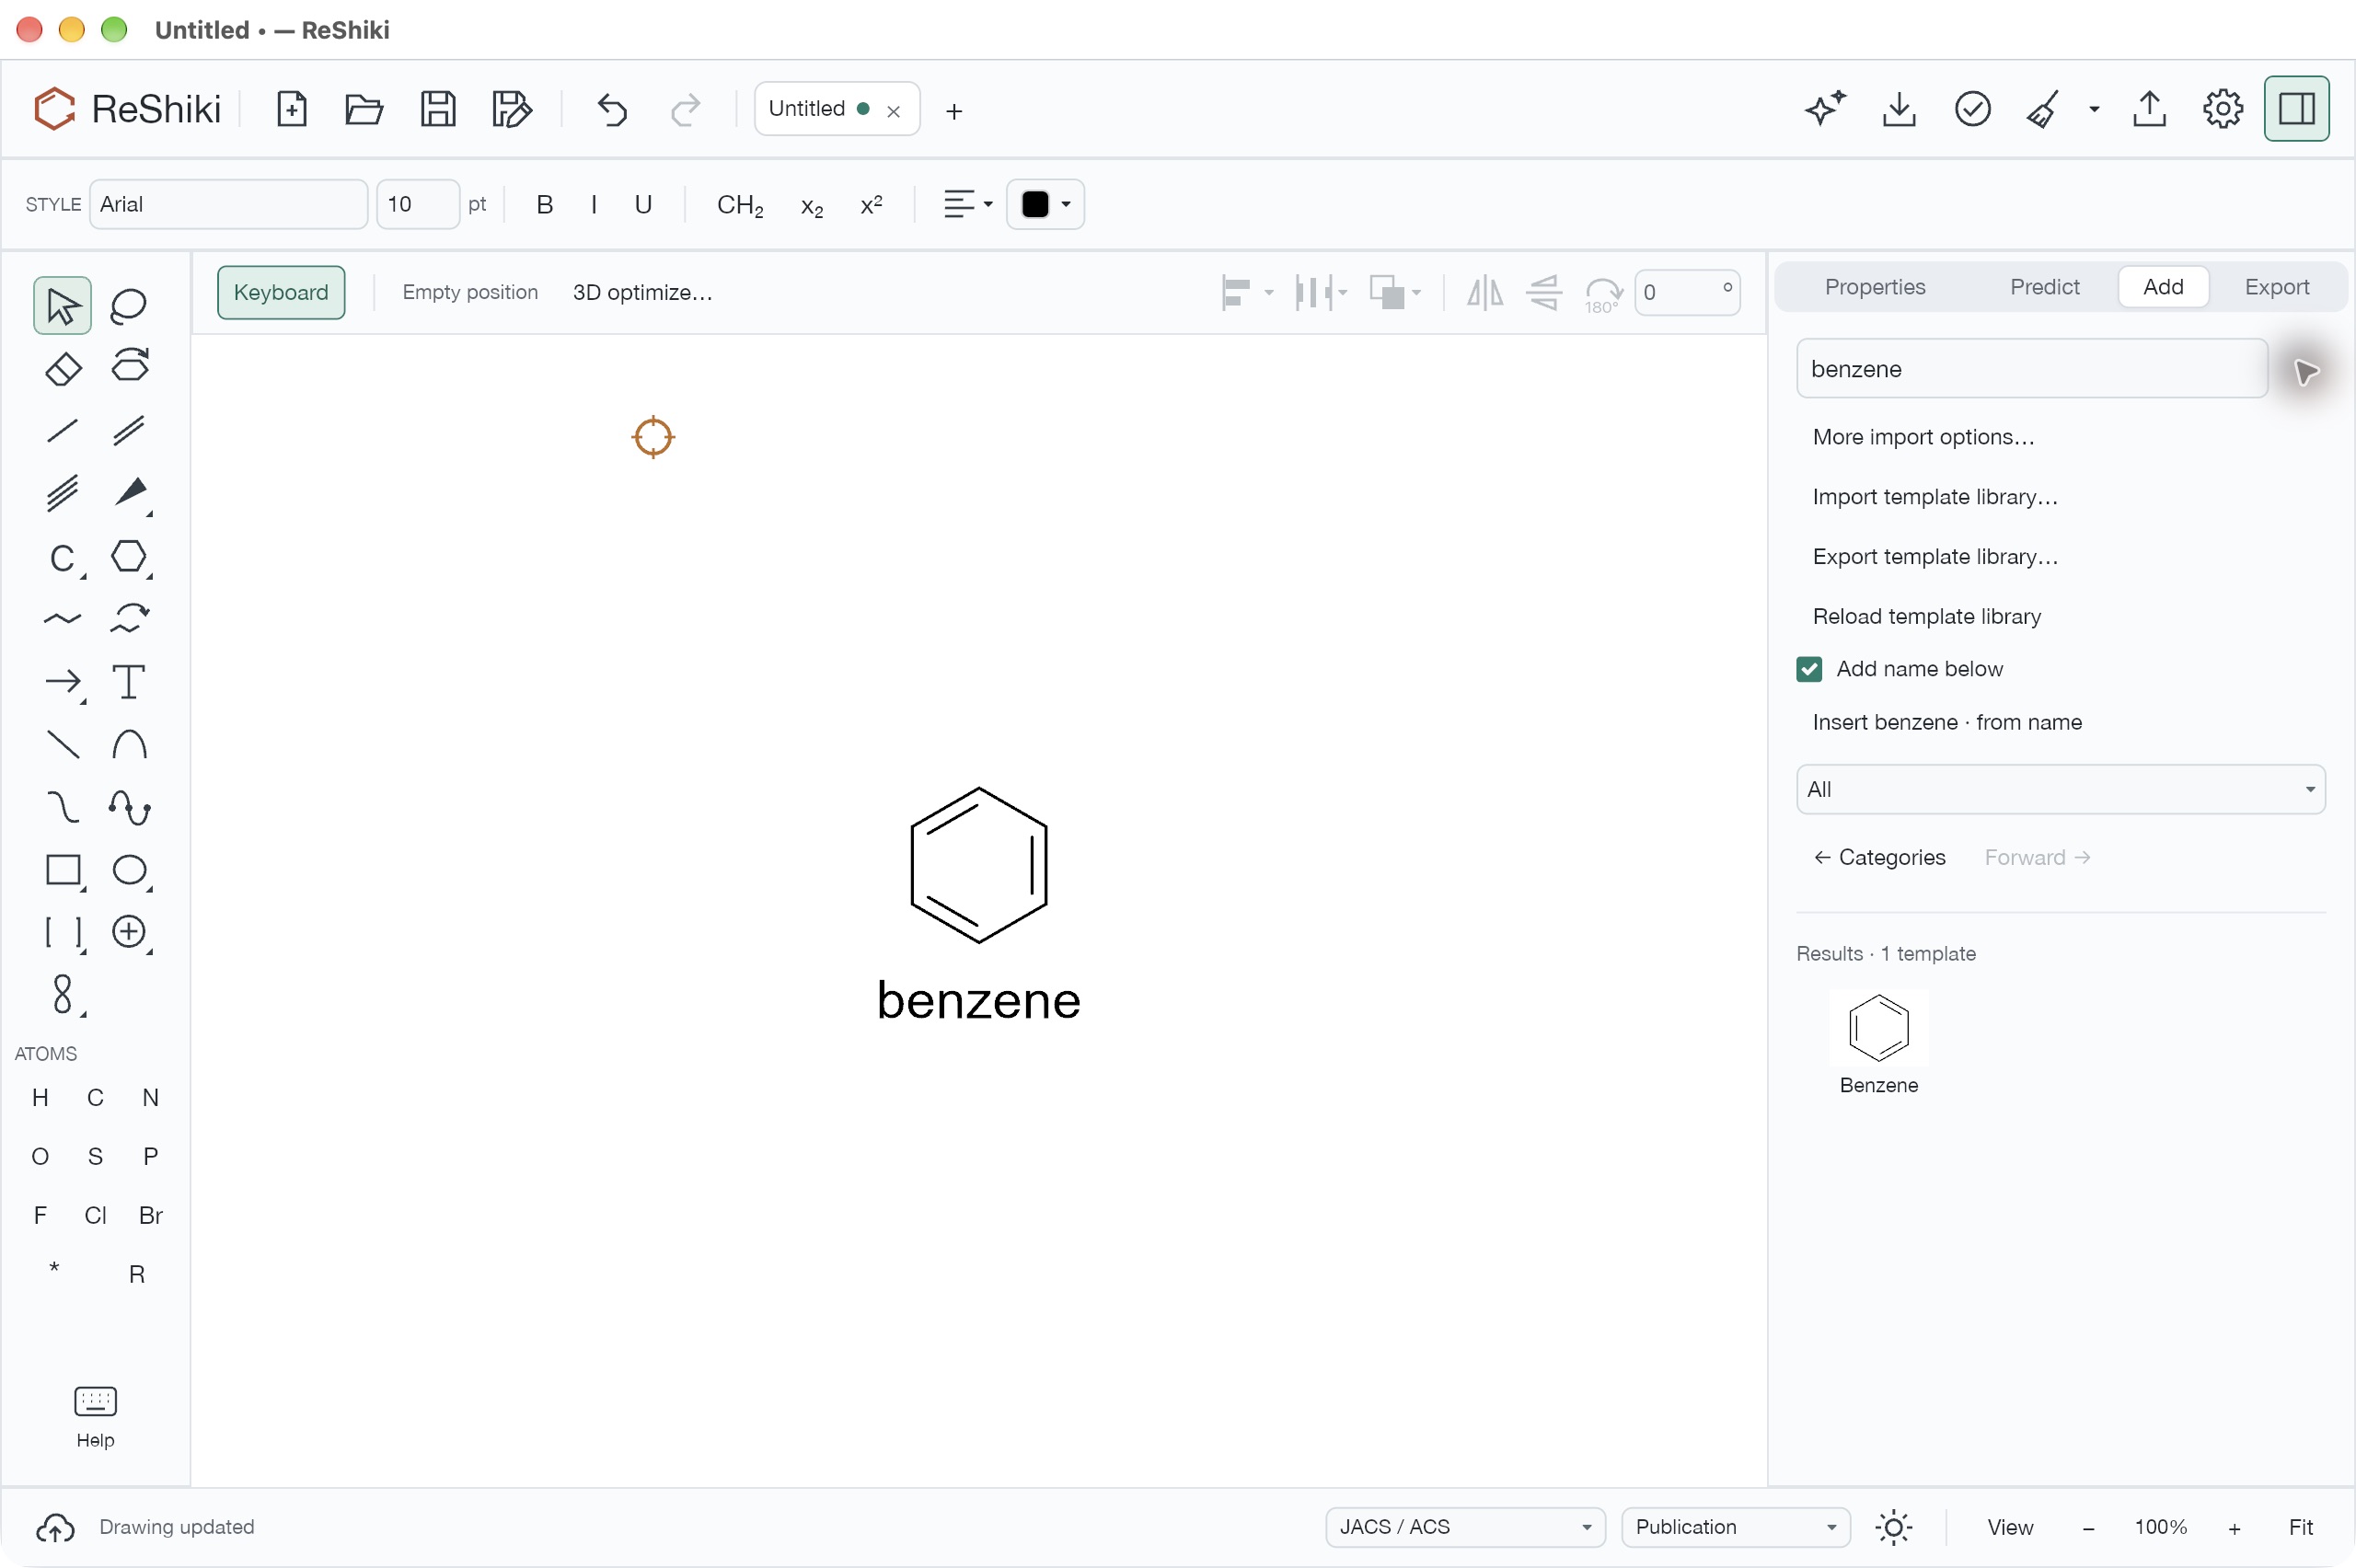 Untitled • — ReShiki
ReShiki
Untitled
STYLE Arial 10 pt B I U CH₂ x₂ x²
Keyboard Empty position 3D optimize... 180° 0 °
Properties Predict Add Export
benzene
More import options...
Import template library...
Export template library...
Reload template library
Add name below
Insert benzene · from name
All
← Categories Forward →
Results · 1 template
Benzene
benzene
C
T
ATOMS
H C N
O S P
F Cl Br
* R
Help
Drawing updated
JACS / ACS Publication View – 100% + Fit